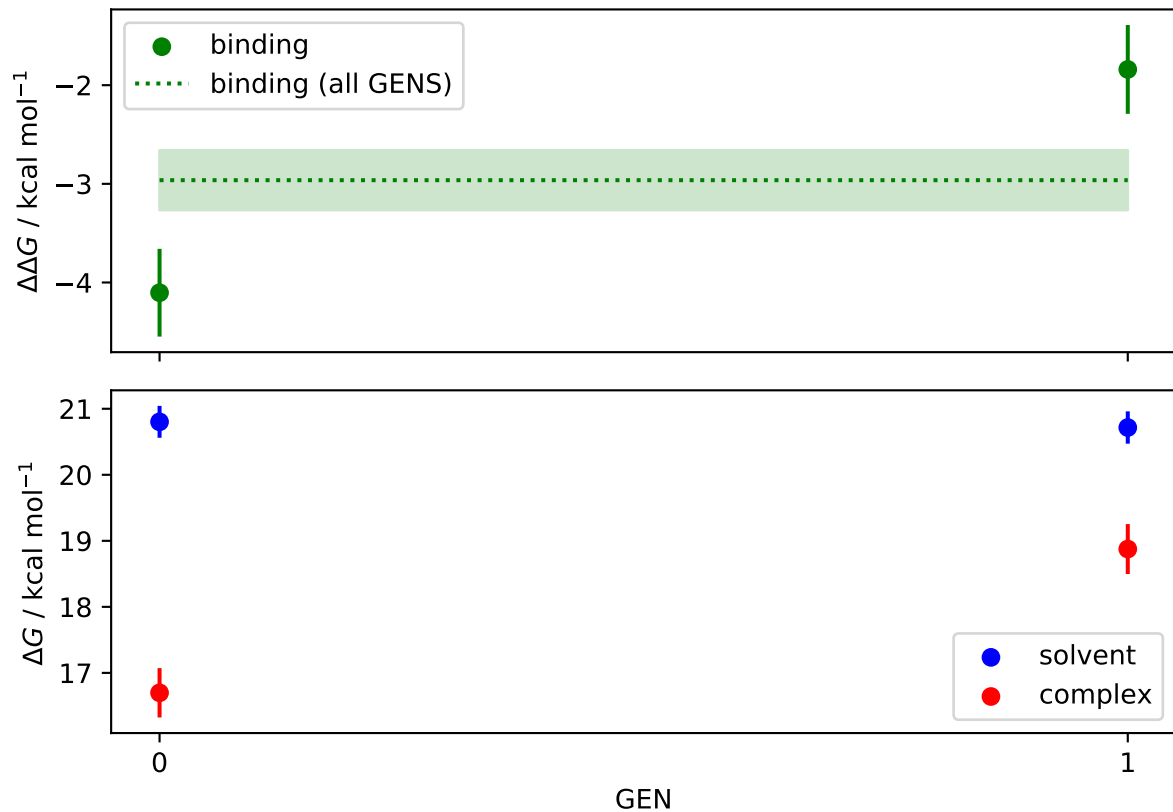 binding
binding (all GENS)
−2
−3
−4
ΔΔG / kcal mol⁻¹
21
20
19
18
17
ΔG / kcal mol⁻¹
solvent
complex
0
1
GEN